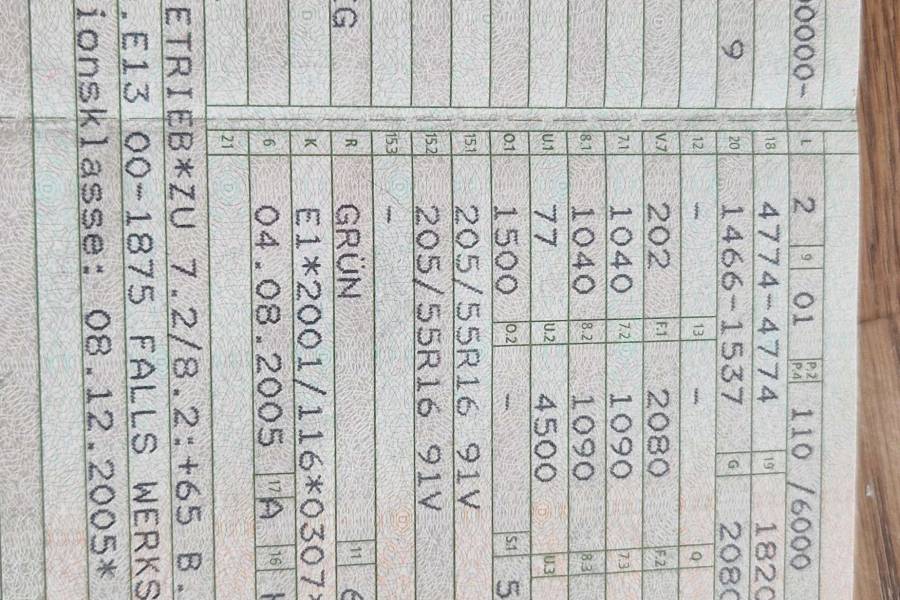 0000- L 2 9 01 P.2 P.4 110 /6000
18 4774-4774 19 1820
9 20 1466-1537 G 208
12 - 13 - Q
V.7 202 F.1 2080 F.2
7.1 1040 7.2 1090 7.3
8.1 1040 8.2 1090 8.3
U.1 77 U.2 4500 U.3
O.1 1500 O.2 - S.1 5
15.1 205/55R16 91V
15.2 205/55R16 91V
15.3 -
G R GRÜN 11
K E1*2001/116*0307*
6 04.08.2005 17 A 16
21
ETRIEB*ZU 7.2/8.2:+65 B.
.E13 00-1875 FALLS WERKS
ionsklasse: 08.12.2005*